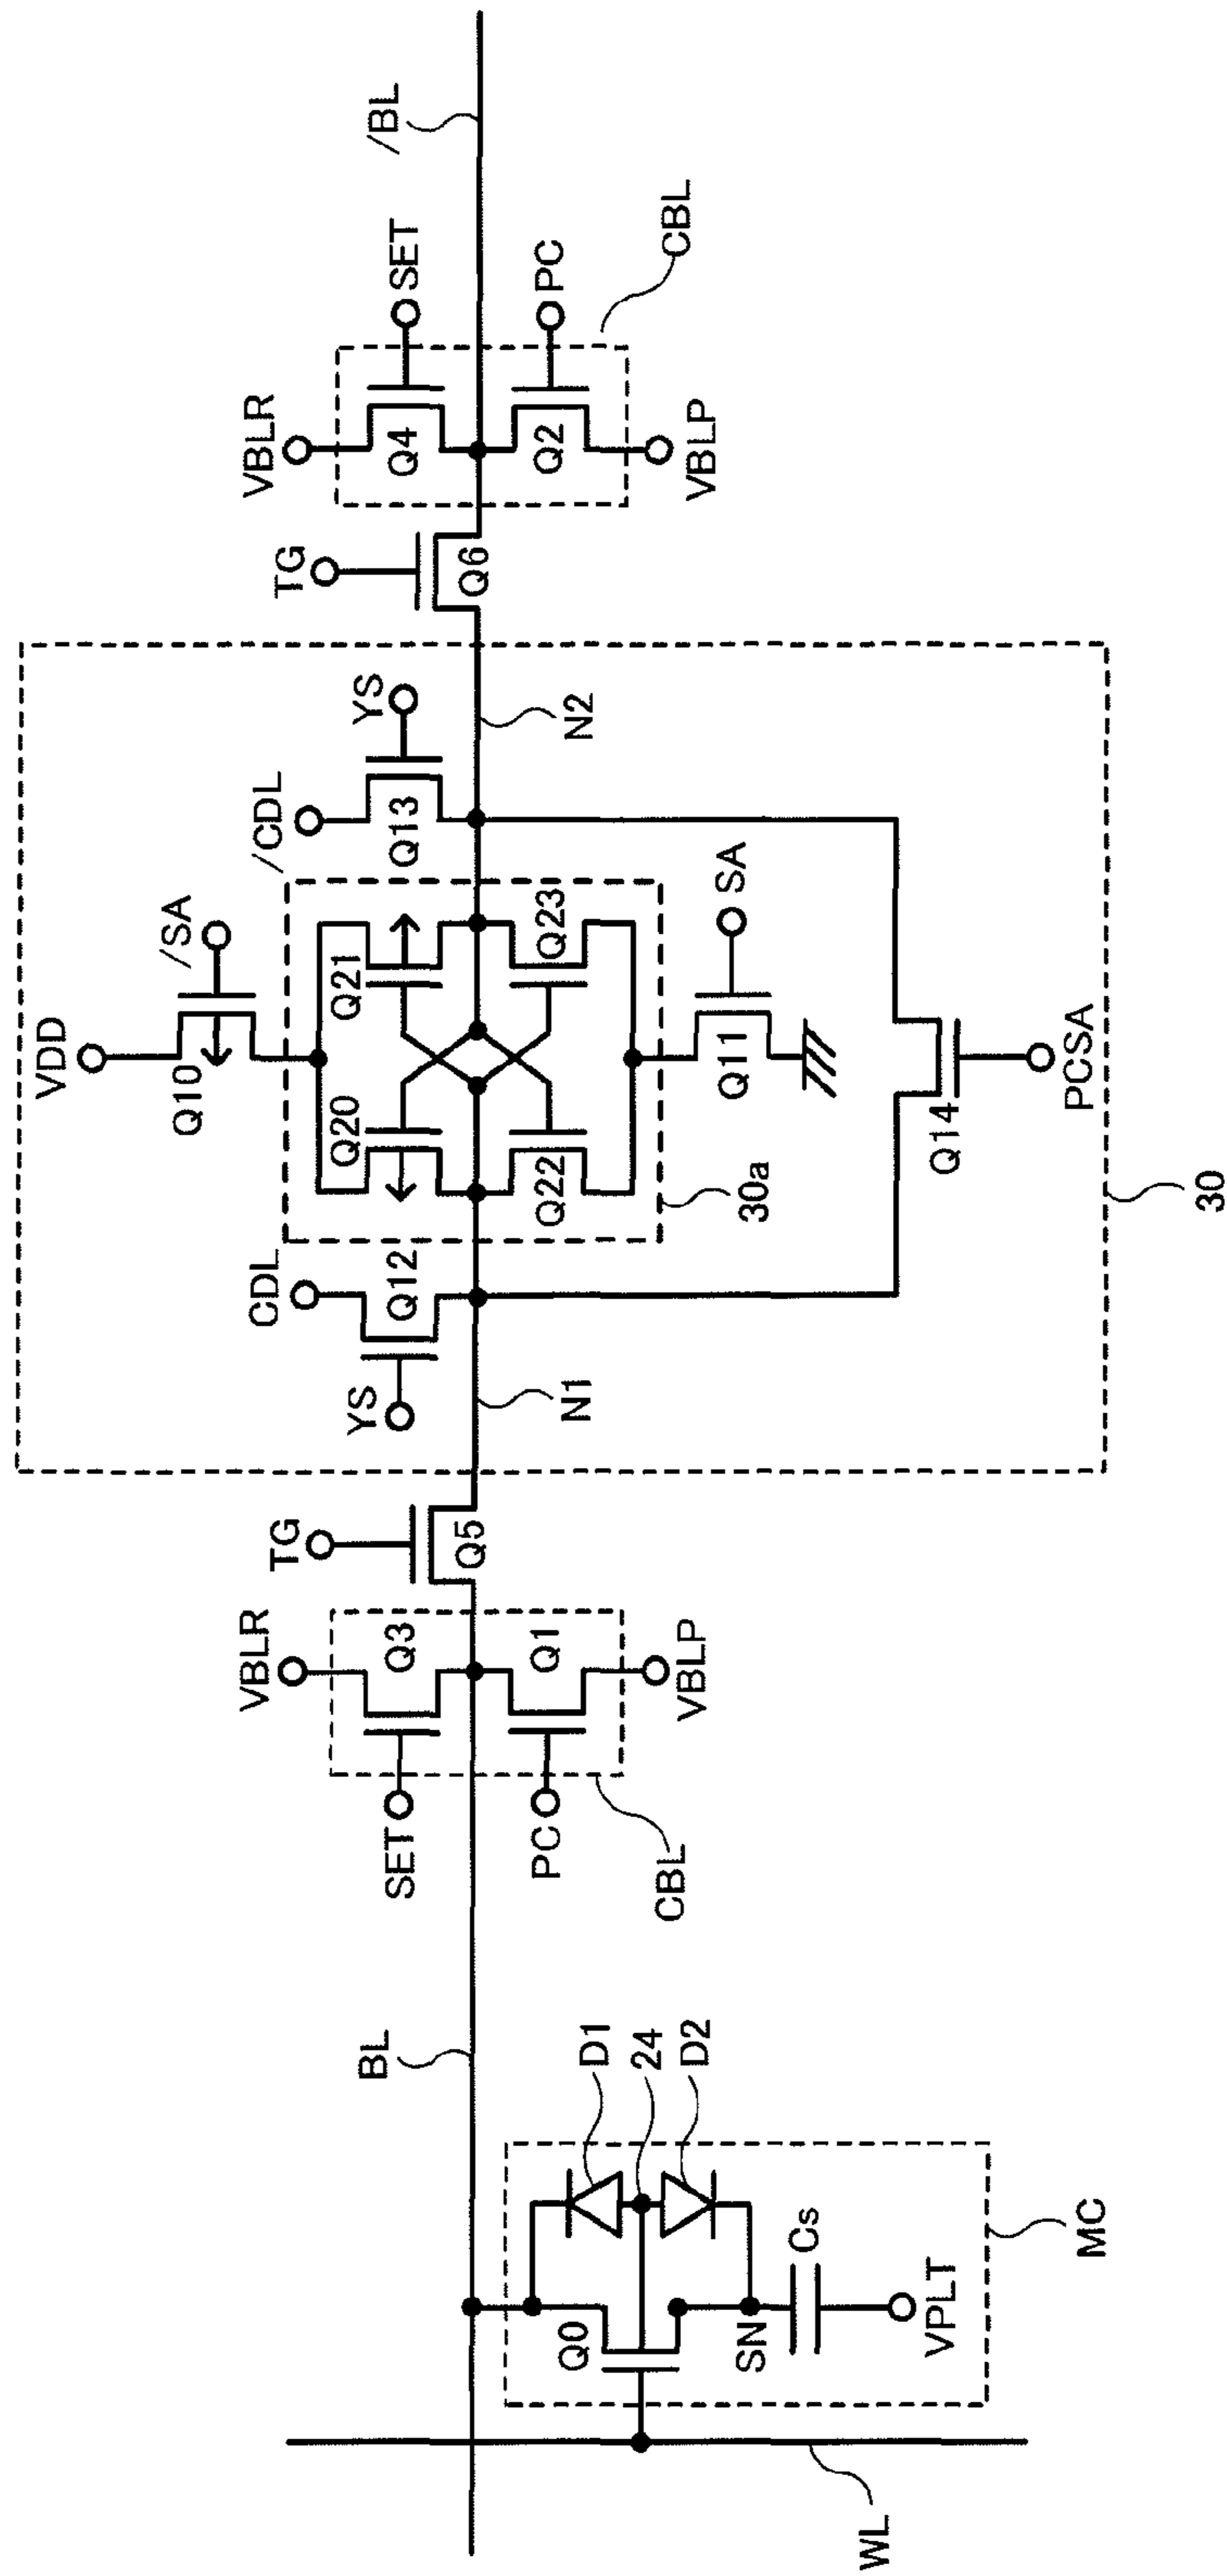 /BL
SET
CBL
PC
VBLR
Q4
Q2
VBLP
TG
Q6
YS
N2
/CDL
Q13
/SA
SA
VDD
Q10
Q21
Q23
Q20
Q22
Q11
30a
Q14
PCSA
30
CDL
Q12
YS
N1
TG
Q5
VBLR
Q3
Q1
VBLP
SET
PC
CBL
BL
D1
24
D2
Q0
SN
Cs
VPLT
MC
WL